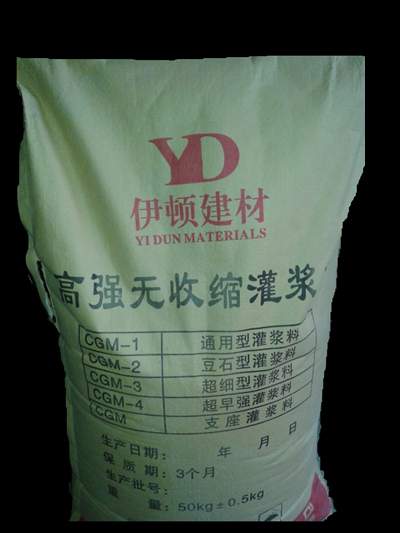 YD
伊顿建材
YI DUN MATERIALS
高强无收缩灌浆
CGM-1 通用型灌浆料
CGM-2 豆石型灌浆料
CGM-3 超细型灌浆料
CGM-4 超早强灌浆料
CGM 支座灌浆料
生产日期: 年 月 日
保质期: 3个月
生产批号:
重量: 50kg±0.5kg